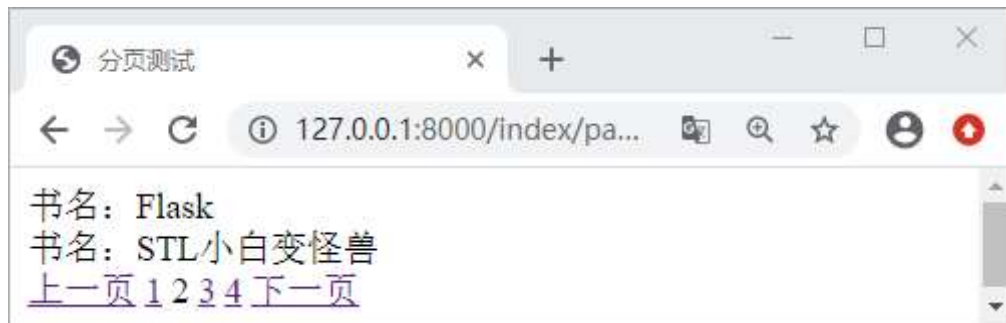 分页测试
127.0.0.1:8000/index/pa...
书名：Flask
书名：STL小白变怪兽
上一页 1 2 3 4 下一页